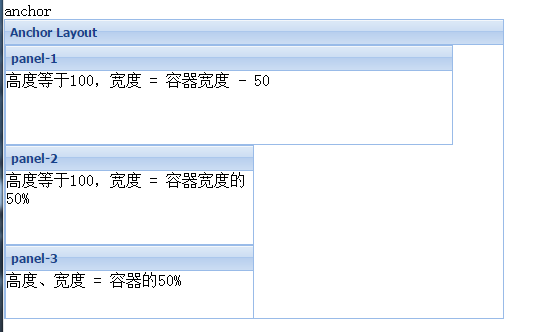 anchor
Anchor Layout
panel-1
高度等于100，宽度 = 容器宽度 - 50
panel-2
高度等于100，宽度 = 容器宽度的
50%
panel-3
高度、宽度 = 容器的50%